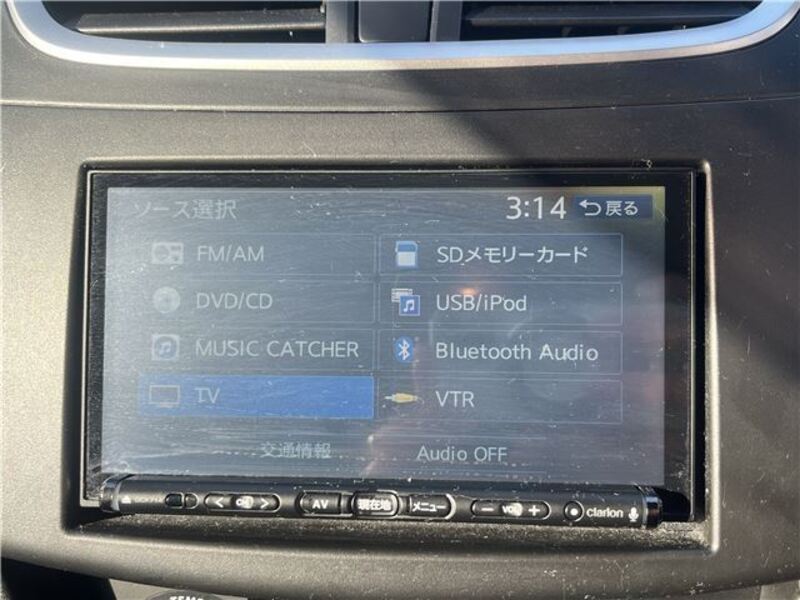 ソース選択 3:14 戻る
FM/AM SDメモリーカード
DVD/CD USB/iPod
MUSIC CATCHER Bluetooth Audio
TV VTR
交通情報 Audio OFF
AV 現在地 メニュー − VOL + clarion
TEMP